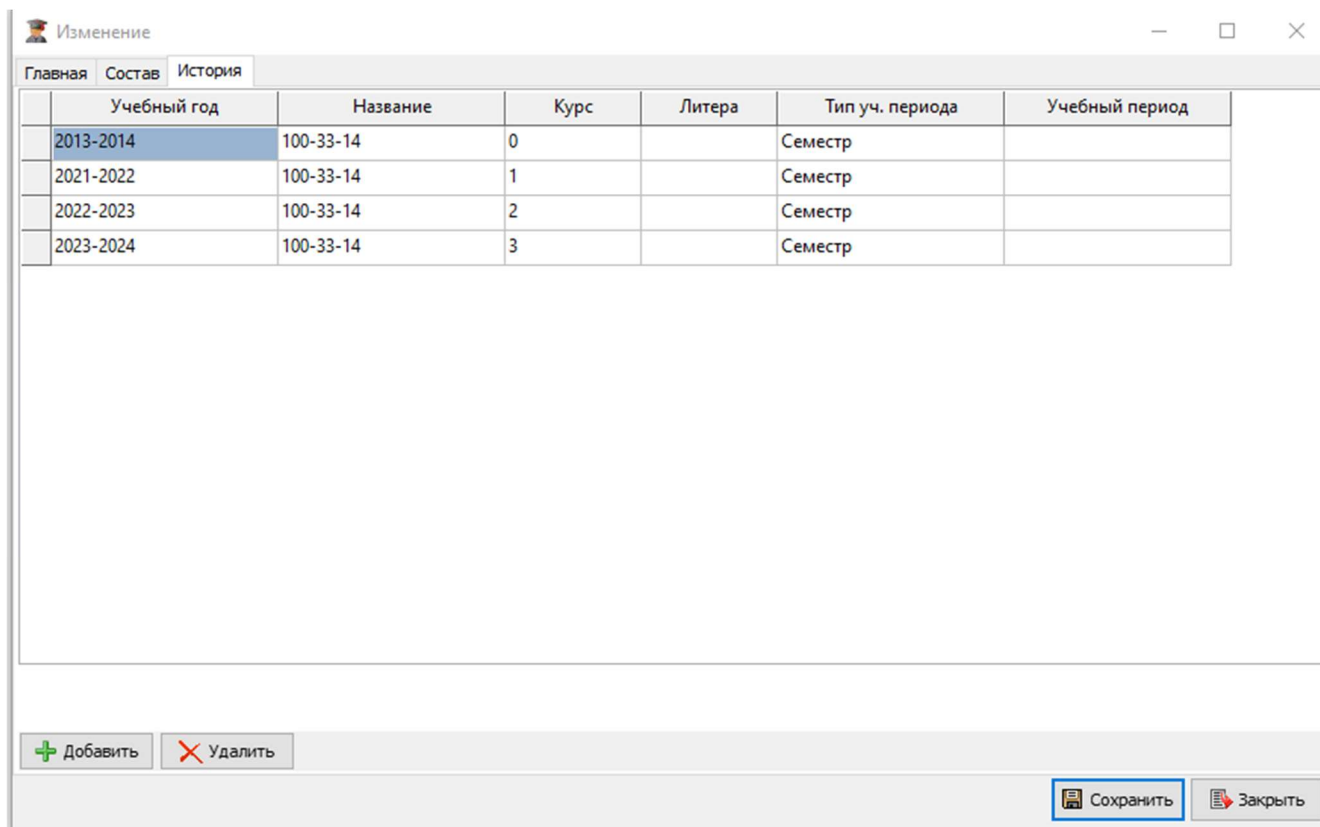 Изменение
Главная Состав История
Учебный год Название Курс Литера Тип уч. периода Учебный период
2013-2014 100-33-14 0 Семестр
2021-2022 100-33-14 1 Семестр
2022-2023 100-33-14 2 Семестр
2023-2024 100-33-14 3 Семестр
Добавить Удалить
Сохранить Закрыть